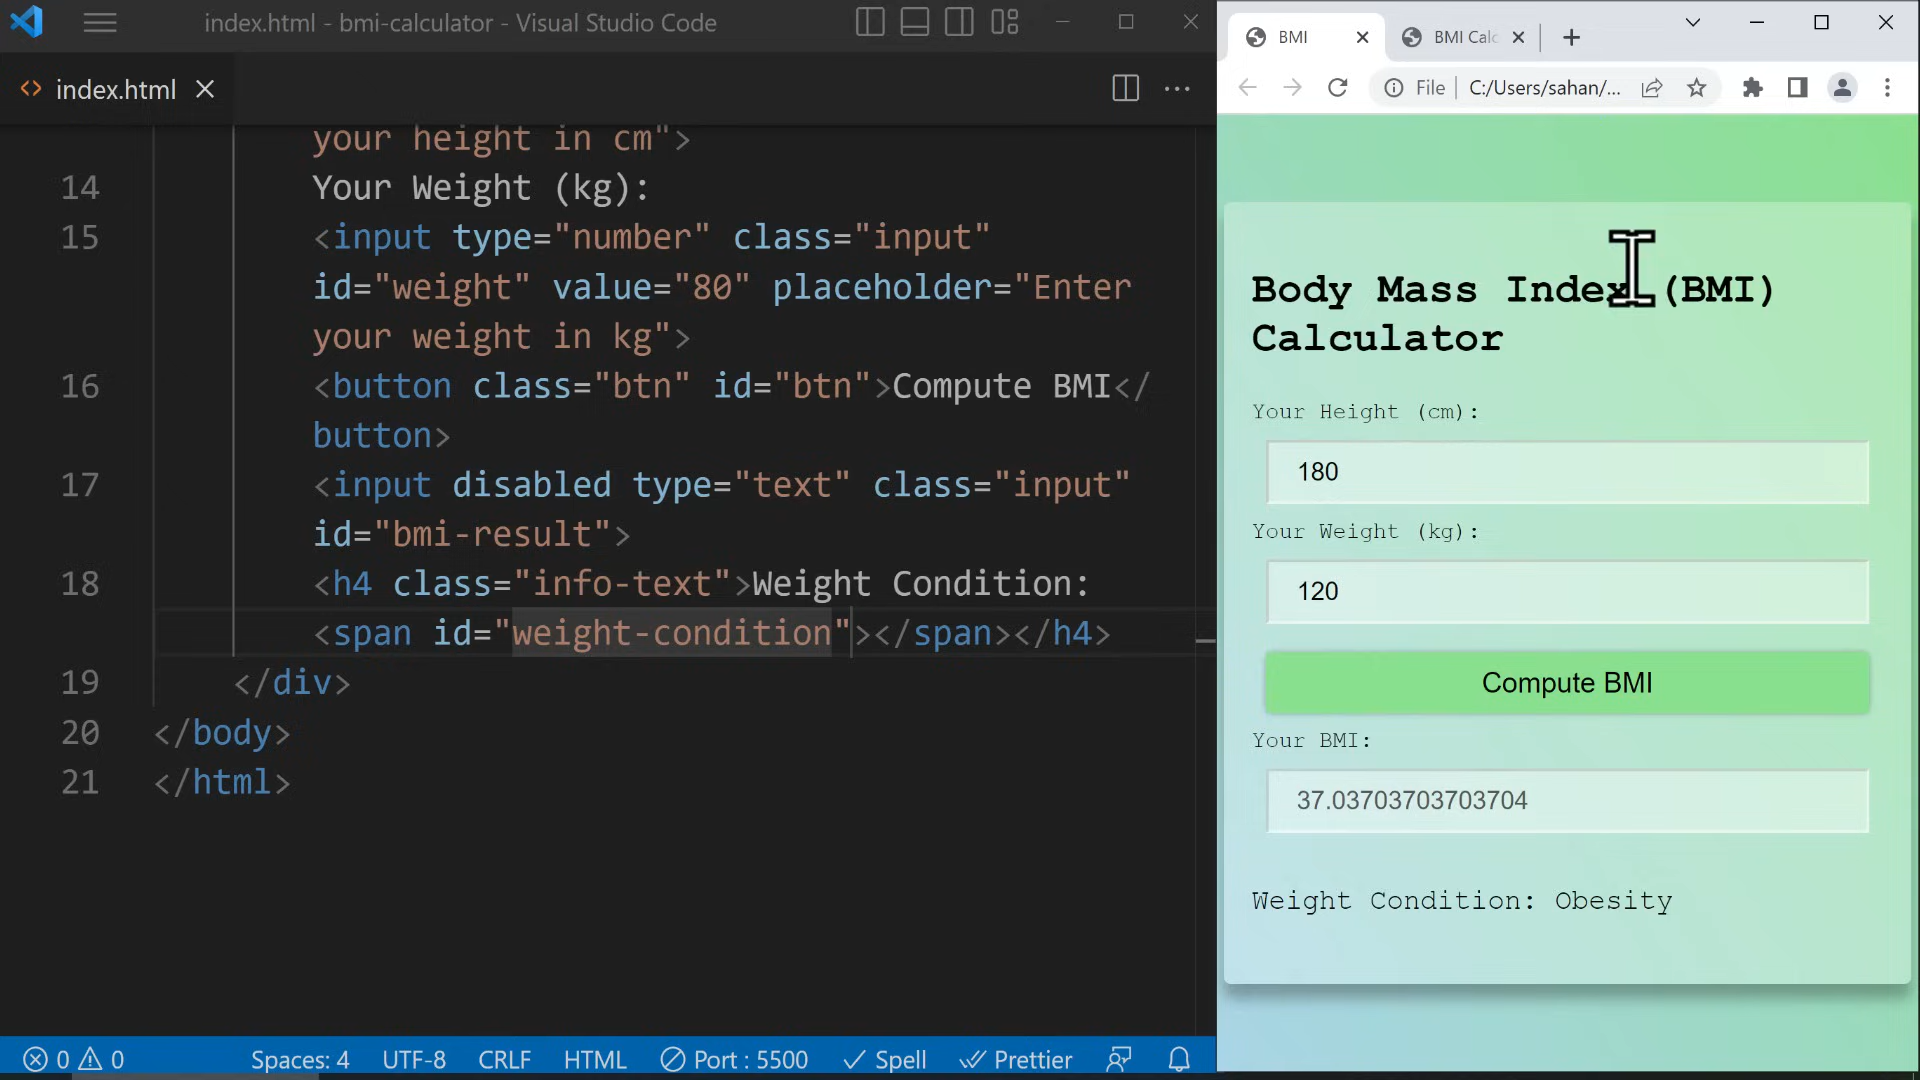 index.html - bmi-calculator - Visual Studio Code
index.html
your height in cm">
14 Your Weight (kg):
15 <input type="number" class="input"
id="weight" value="80" placeholder="Enter
your weight in kg">
16 <button class="btn" id="btn">Compute BMI</
button>
17 <input disabled type="text" class="input"
id="bmi-result">
18 <h4 class="info-text">Weight Condition:
<span id="weight-condition"></span></h4>
19 </div>
20 </body>
21 </html>
0 0 Spaces: 4 UTF-8 CRLF HTML Port : 5500 Spell Prettier
BMI BMI Calc
File C:/Users/sahan/...
Body Mass Index (BMI)
Calculator
Your Height (cm):
180
Your Weight (kg):
120
Compute BMI
Your BMI:
37.03703703703704
Weight Condition: Obesity